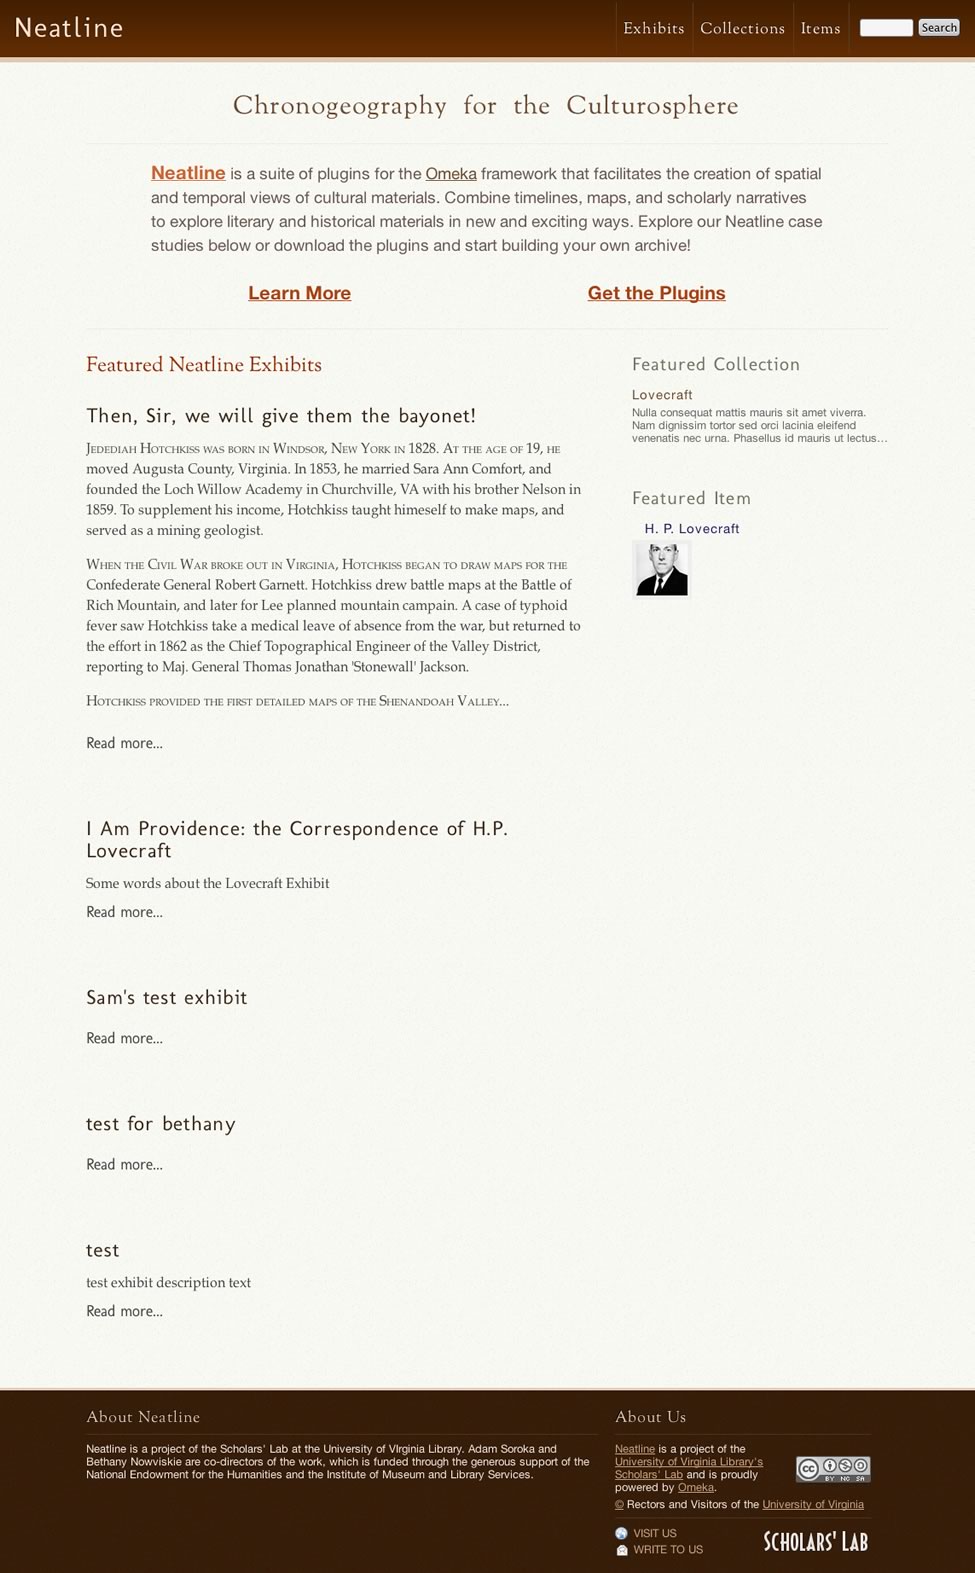 Neatline
Exhibits
Collections
Items
Search
Chronogeography for the Culturosphere
Neatline is a suite of plugins for the Omeka framework that facilitates the creation of spatial
and temporal views of cultural materials. Combine timelines, maps, and scholarly narratives
to explore literary and historical materials in new and exciting ways. Explore our Neatline case
studies below or download the plugins and start building your own archive!
Learn More
Get the Plugins
Featured Neatline Exhibits
Then, Sir, we will give them the bayonet!
Jedediah Hotchkiss was born in Windsor, New York in 1828. At the age of 19, he
moved Augusta County, Virginia. In 1853, he married Sara Ann Comfort, and
founded the Loch Willow Academy in Churchville, VA with his brother Nelson in
1859. To supplement his income, Hotchkiss taught himeself to make maps, and
served as a mining geologist.
When the Civil War broke out in Virginia, Hotchkiss began to draw maps for the
Confederate General Robert Garnett. Hotchkiss drew battle maps at the Battle of
Rich Mountain, and later for Lee planned mountain campain. A case of typhoid
fever saw Hotchkiss take a medical leave of absence from the war, but returned to
the effort in 1862 as the Chief Topographical Engineer of the Valley District,
reporting to Maj. General Thomas Jonathan 'Stonewall' Jackson.
Hotchkiss provided the first detailed maps of the Shenandoah Valley...
Read more...
I Am Providence: the Correspondence of H.P.
Lovecraft
Some words about the Lovecraft Exhibit
Read more...
Sam's test exhibit
Read more...
test for bethany
Read more...
test
test exhibit description text
Read more...
Featured Collection
Lovecraft
Nulla consequat mattis mauris sit amet viverra.
Nam dignissim tortor sed orci lacinia eleifend
venenatis nec urna. Phasellus id mauris ut lectus...
Featured Item
H. P. Lovecraft
About Neatline
Neatline is a project of the Scholars' Lab at the University of VIrginia Library. Adam Soroka and
Bethany Nowviskie are co-directors of the work, which is funded through the generous support of the
National Endowment for the Humanities and the Institute of Museum and Library Services.
About Us
Neatline is a project of the
University of Virginia Library's
Scholars' Lab and is proudly
powered by Omeka.
cc BY NC SA
© Rectors and Visitors of the University of Virginia
VISIT US
WRITE TO US
SCHOLARS' LAB